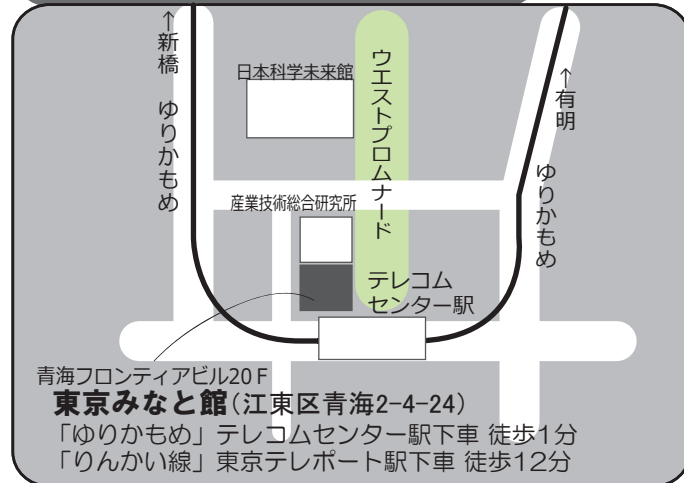 ↑新橋　ゆりかもめ
日本科学未来館
ウエストプロムナード
↑有明　ゆりかもめ
産業技術総合研究所
テレコム
センター駅
青海フロンティアビル20F
東京みなと館(江東区青海2-4-24)
「ゆりかもめ」テレコムセンター駅下車 徒歩1分
「りんかい線」東京テレポート駅下車 徒歩12分